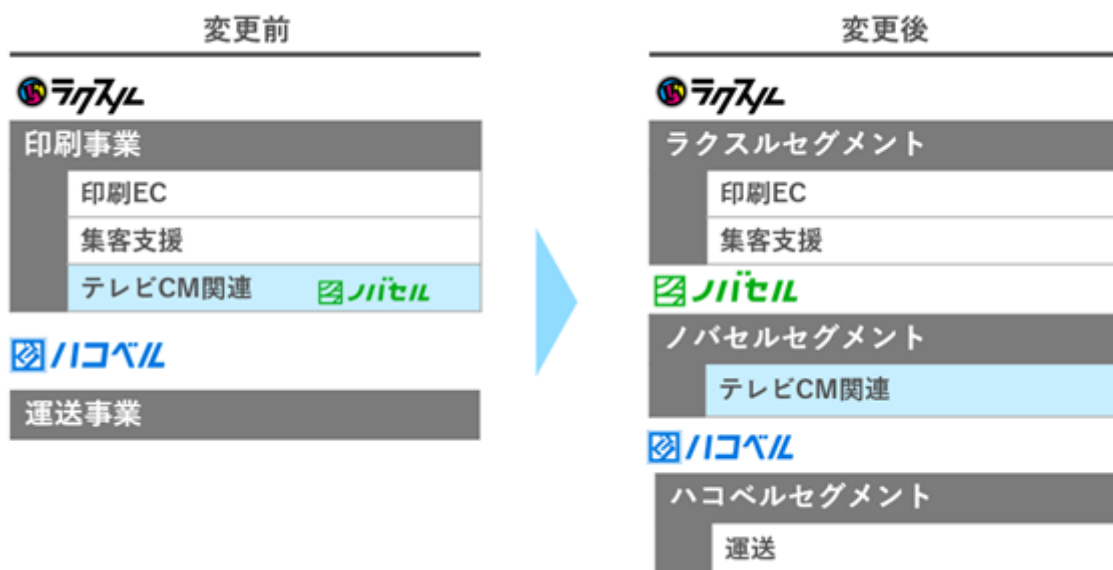 変更前
ラクスル
印刷事業
印刷EC
集客支援
テレビCM関連 ノバセル
ハコベル
運送事業
変更後
ラクスル
ラクスルセグメント
印刷EC
集客支援
ノバセル
ノバセルセグメント
テレビCM関連
ハコベル
ハコベルセグメント
運送